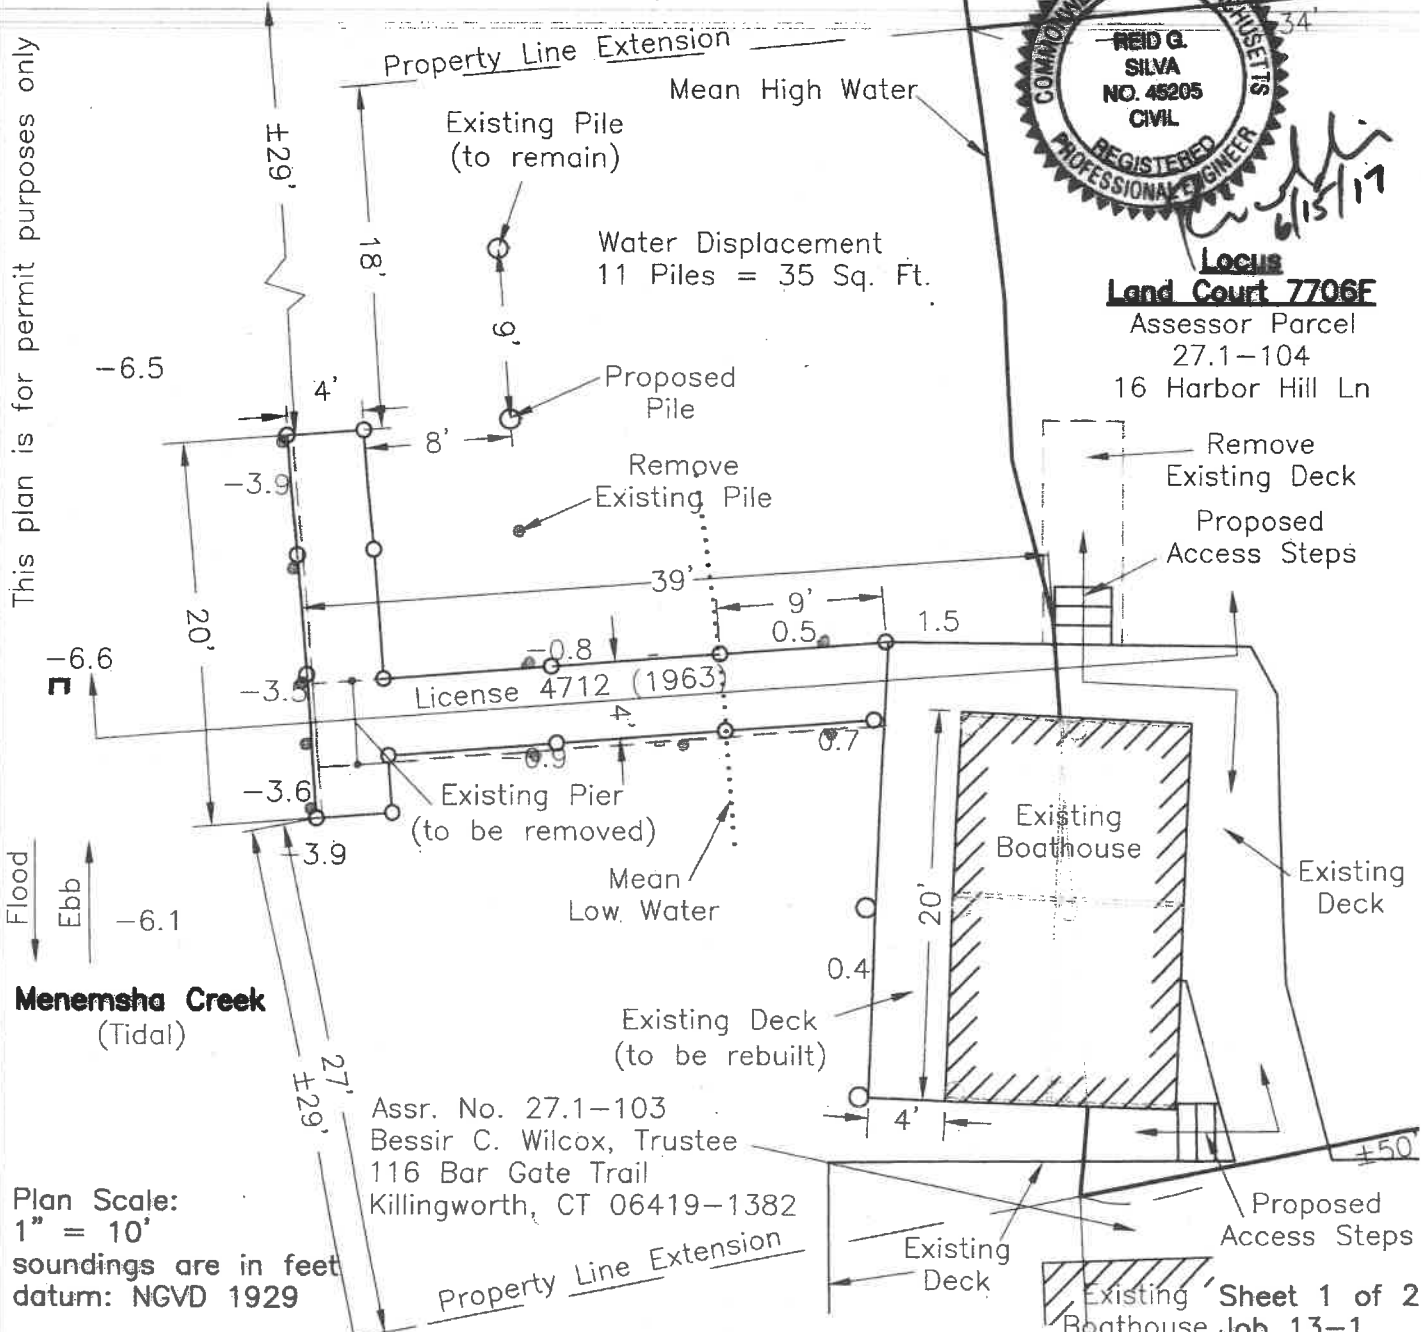 This plan is for permit purposes only
±29'
Property Line Extension
18'
Mean High Water
Existing Pile
(to remain)
Water Displacement
11 Piles = 35 Sq. Ft.
9'
REID G.
SILVA
NO. 45205
CIVIL
REGISTERED
PROFESSIONAL ENGINEER
34'
6/15/17
Locus
Land Court 7706F
Assessor Parcel
27.1-104
16 Harbor Hill Ln
-6.5
4'
8'
Proposed
Pile
Remove
Existing Pile
Remove
Existing Deck
Proposed
Access Steps
-3.9
20'
39'
9'
0.5
1.5
-0.8
-6.6
-3.5
License 4712 (1963)
4'
-0.9
0.7
-3.6
Existing Pier
(to be removed)
-3.9
Mean
Low Water
Existing
Boathouse
20'
Existing
Deck
Flood
Ebb
-6.1
0.4
Menemsha Creek
(Tidal)
Existing Deck
(to be rebuilt)
27'
±29'
4'
±50'
Assr. No. 27.1-103
Bessir C. Wilcox, Trustee
116 Bar Gate Trail
Killingworth, CT 06419-1382
Plan Scale:
1" = 10'
soundings are in feet
datum: NGVD 1929
Property Line Extension
Existing
Deck
Proposed
Access Steps
Existing
Boathouse
Sheet 1 of 2
Job 13-1